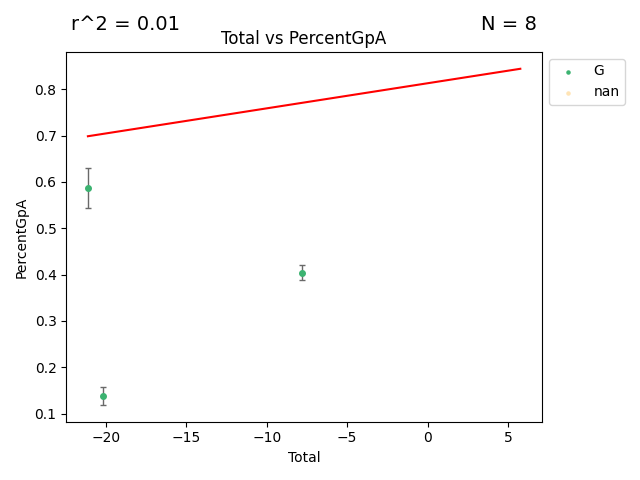 r^2 = 0.01
N = 8
Total vs PercentGpA
G
nan
0.8
0.7
0.6
0.5
0.4
0.3
0.2
0.1
PercentGpA
−20
−15
−10
−5
0
5
Total